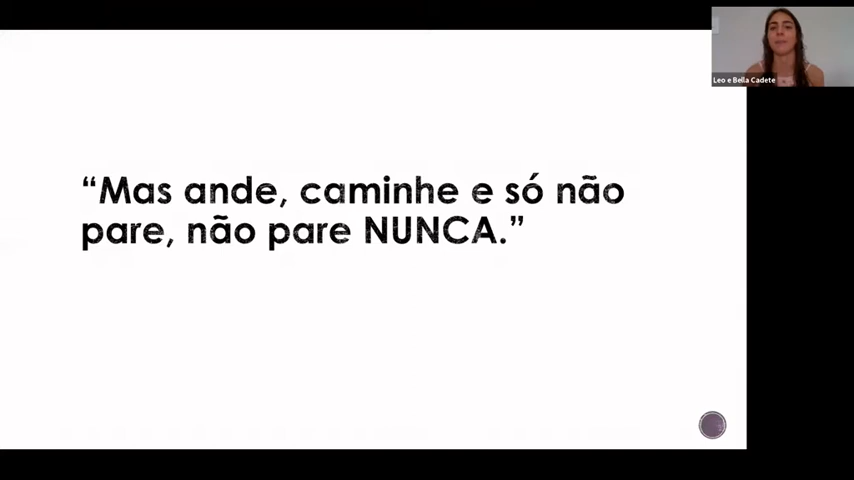 Leo e Bella Cadete
“Mas ande, caminhe e só não
pare, não pare NUNCA.”